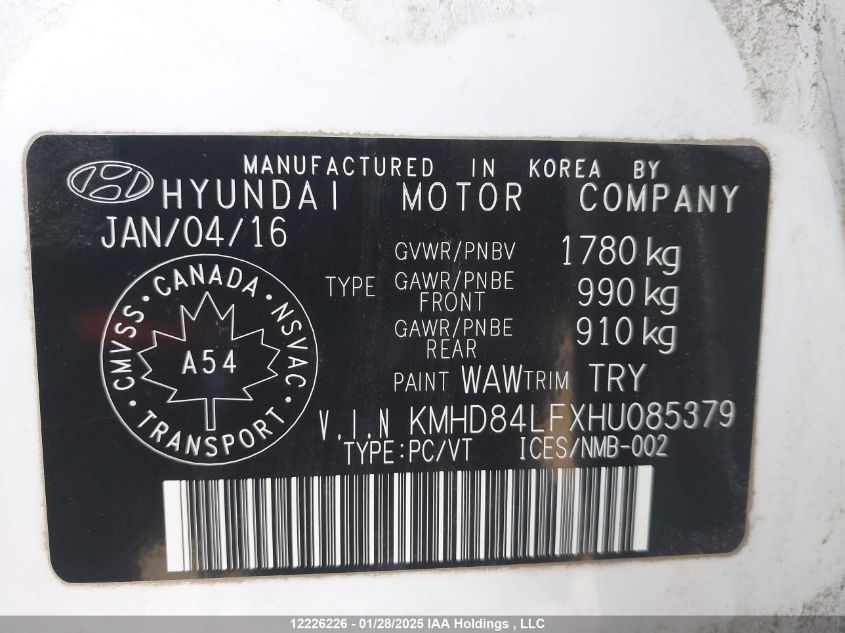 MANUFACTURED IN KOREA BY
HYUNDAI MOTOR COMPANY
JAN/04/16
GVWR/PNBV 1780 kg
TYPE GAWR/PNBE FRONT 990 kg
GAWR/PNBE REAR 910 kg
PAINT WAW TRIM TRY
CMVSS · CANADA · NSVAC · TRANSPORT ·
A54
V.I.N KMHD84LFXHU085379
TYPE:PC/VT ICES/NMB-002
12226226 - 01/28/2025 IAA Holdings , LLC